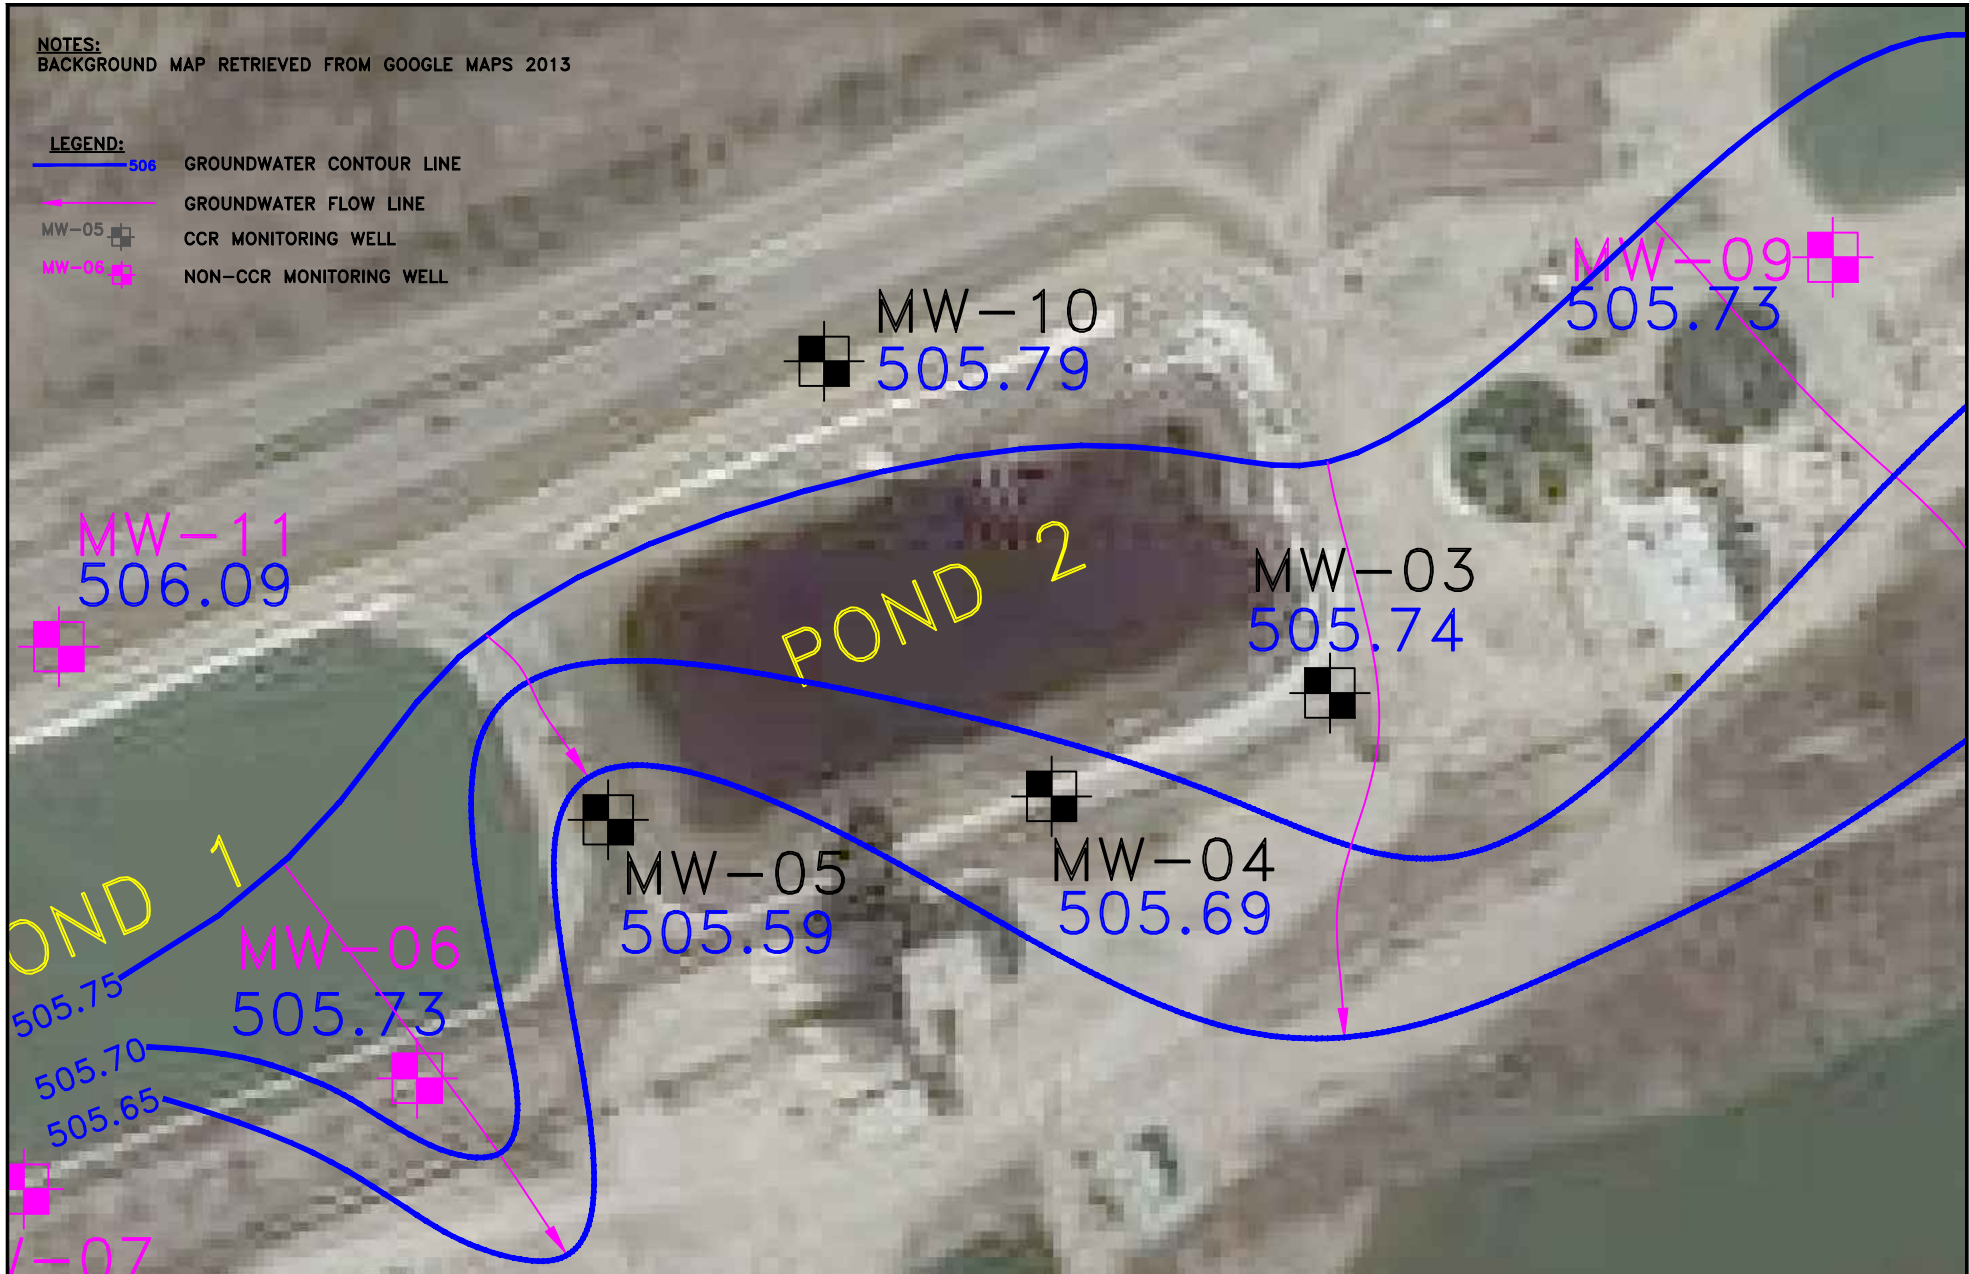 NOTES:
BACKGROUND MAP RETRIEVED FROM GOOGLE MAPS 2013
LEGEND:
506 GROUNDWATER CONTOUR LINE
GROUNDWATER FLOW LINE
MW-05 CCR MONITORING WELL
MW-06 NON-CCR MONITORING WELL
MW-09
505.73
MW-10
505.79
MW-11
506.09
POND 2
MW-03
505.74
MW-04
505.69
MW-05
505.59
OND 1
MW-06
505.73
505.75
505.70
505.65
-07